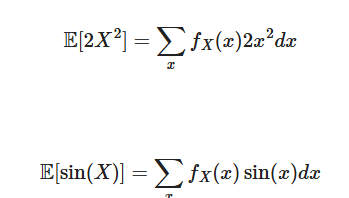 𝔼[2X²] = ∑ₓ f_X(x)2x²dx
𝔼[sin(X)] = ∑ₓ f_X(x) sin(x)dx